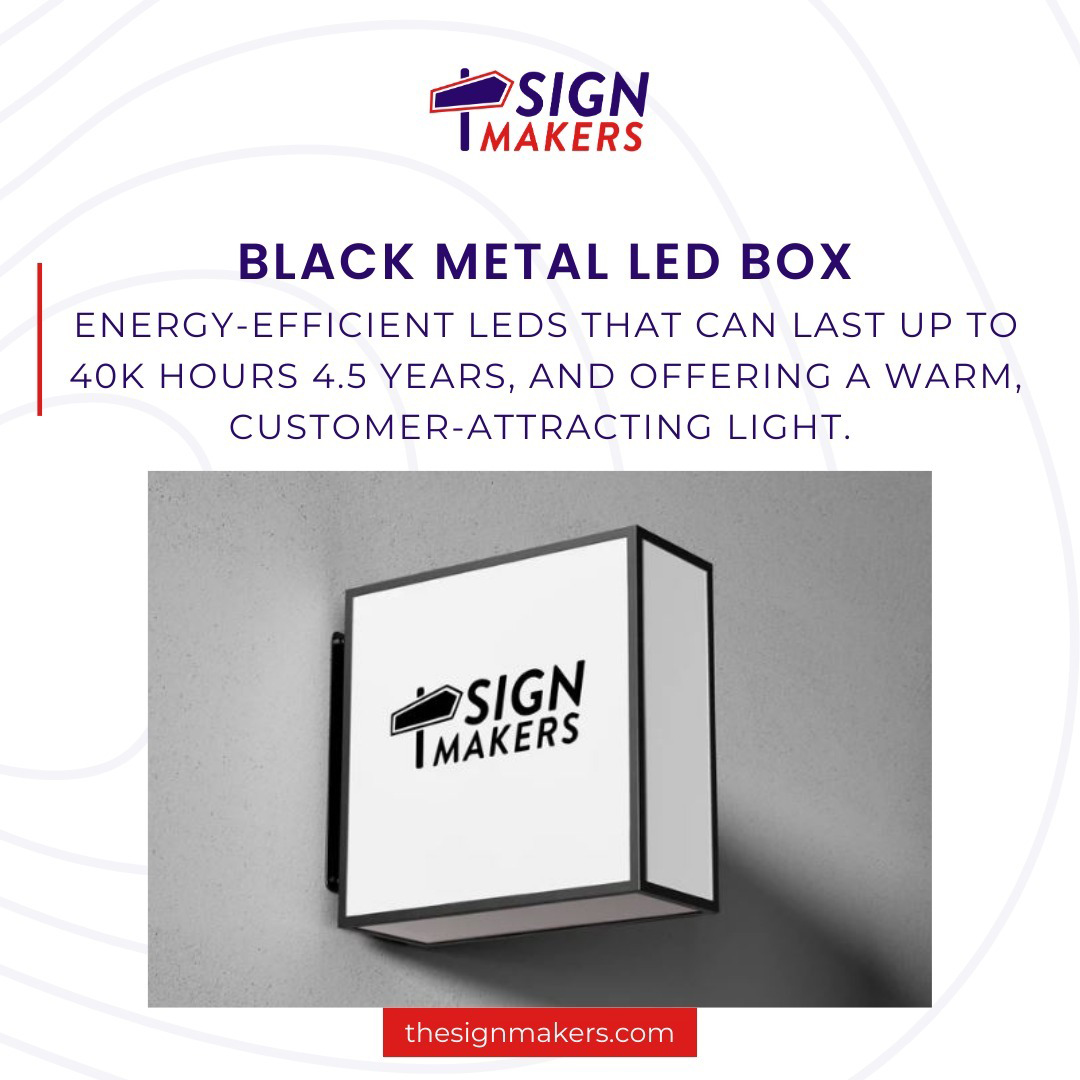 SIGN
MAKERS
BLACK METAL LED BOX
ENERGY-EFFICIENT LEDS THAT CAN LAST UP TO
40K HOURS 4.5 YEARS, AND OFFERING A WARM,
CUSTOMER-ATTRACTING LIGHT.
SIGN
MAKERS
thesignmakers.com